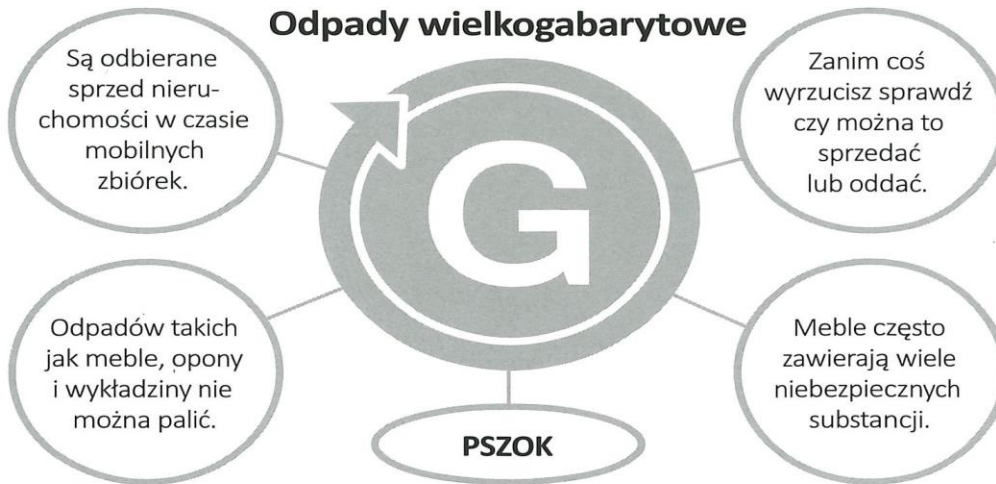 Odpady wielkogabarytowe
Są odbierane
sprzed nieru-
chomości w czasie
mobilnych
zbiórek.
Zanim coś
wyrzucisz sprawdź
czy można to
sprzedać
lub oddać.
G
Odpadów takich
jak meble, opony
i wykładziny nie
można palić.
Meble często
zawierają wiele
niebezpiecznych
substancji.
PSZOK